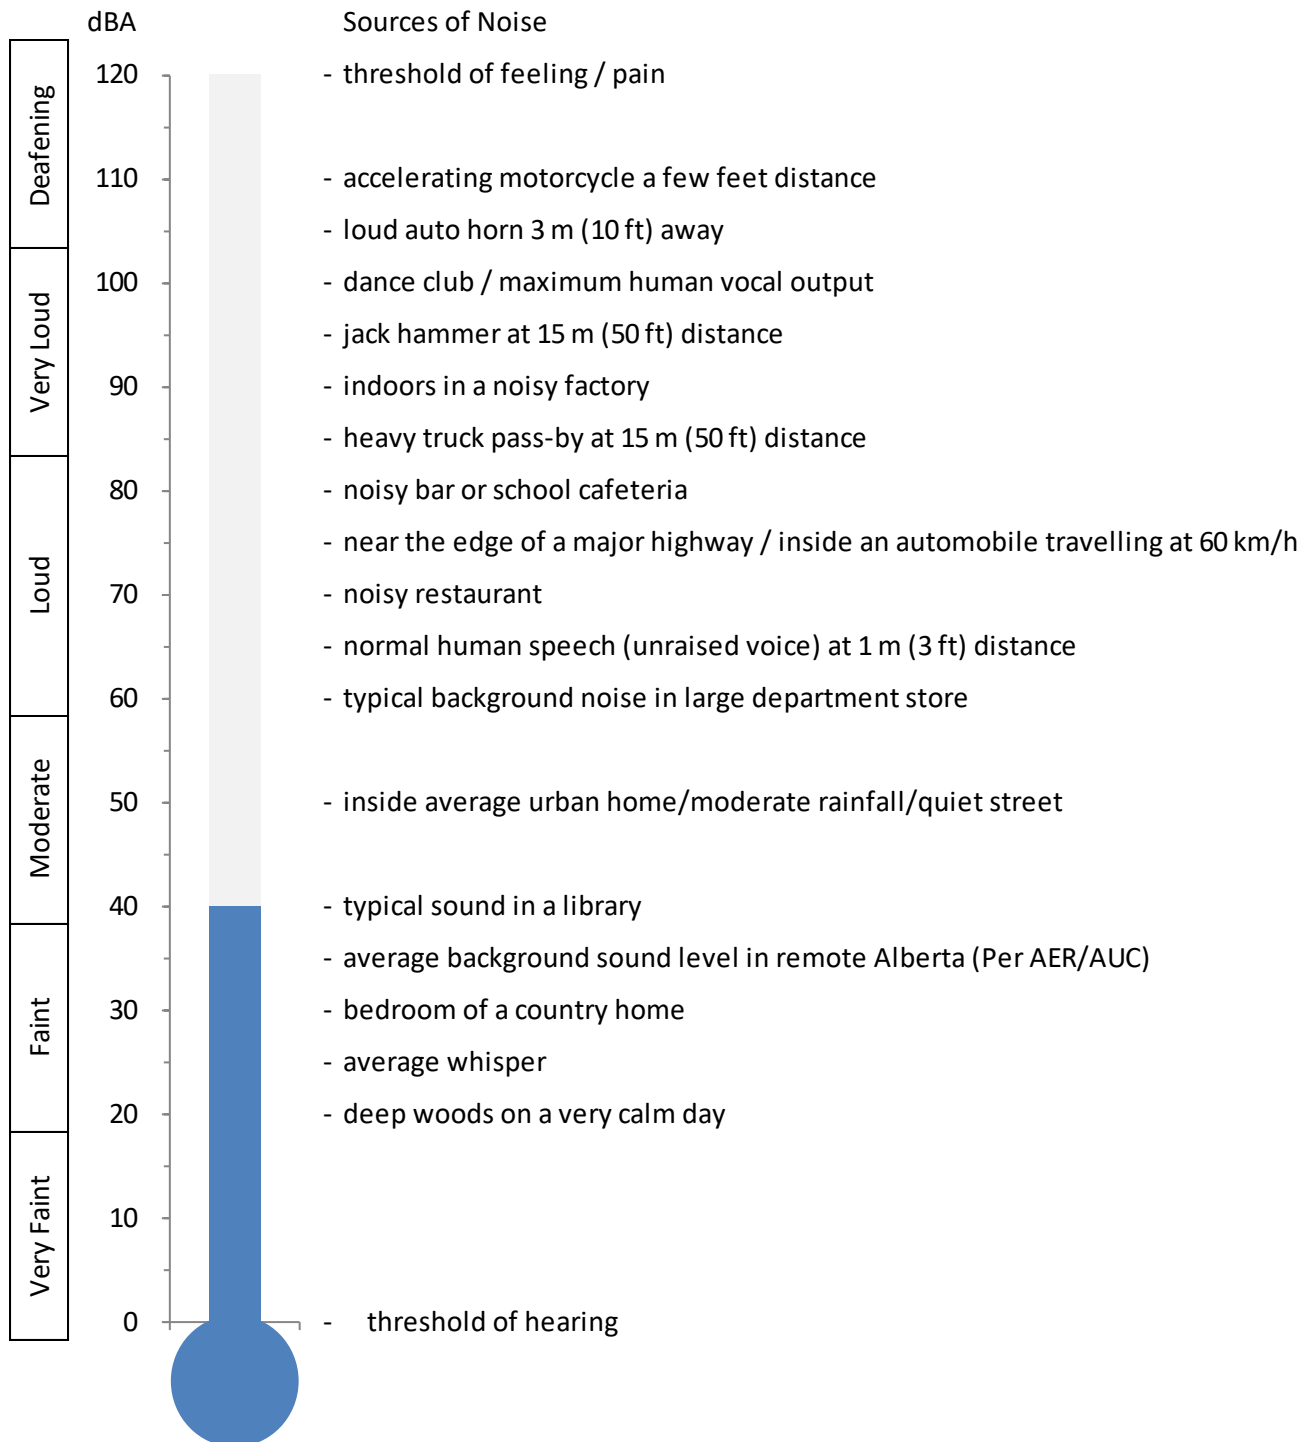 dBA Sources of Noise
Deafening
120 - threshold of feeling / pain
110 - accelerating motorcycle a few feet distance
- loud auto horn 3 m (10 ft) away
Very Loud
100 - dance club / maximum human vocal output
- jack hammer at 15 m (50 ft) distance
90 - indoors in a noisy factory
- heavy truck pass-by at 15 m (50 ft) distance
Loud
80 - noisy bar or school cafeteria
- near the edge of a major highway / inside an automobile travelling at 60 km/h
70 - noisy restaurant
- normal human speech (unraised voice) at 1 m (3 ft) distance
60 - typical background noise in large department store
Moderate
50 - inside average urban home/moderate rainfall/quiet street
40 - typical sound in a library
Faint
- average background sound level in remote Alberta (Per AER/AUC)
30 - bedroom of a country home
- average whisper
20 - deep woods on a very calm day
Very Faint
10
0 - threshold of hearing